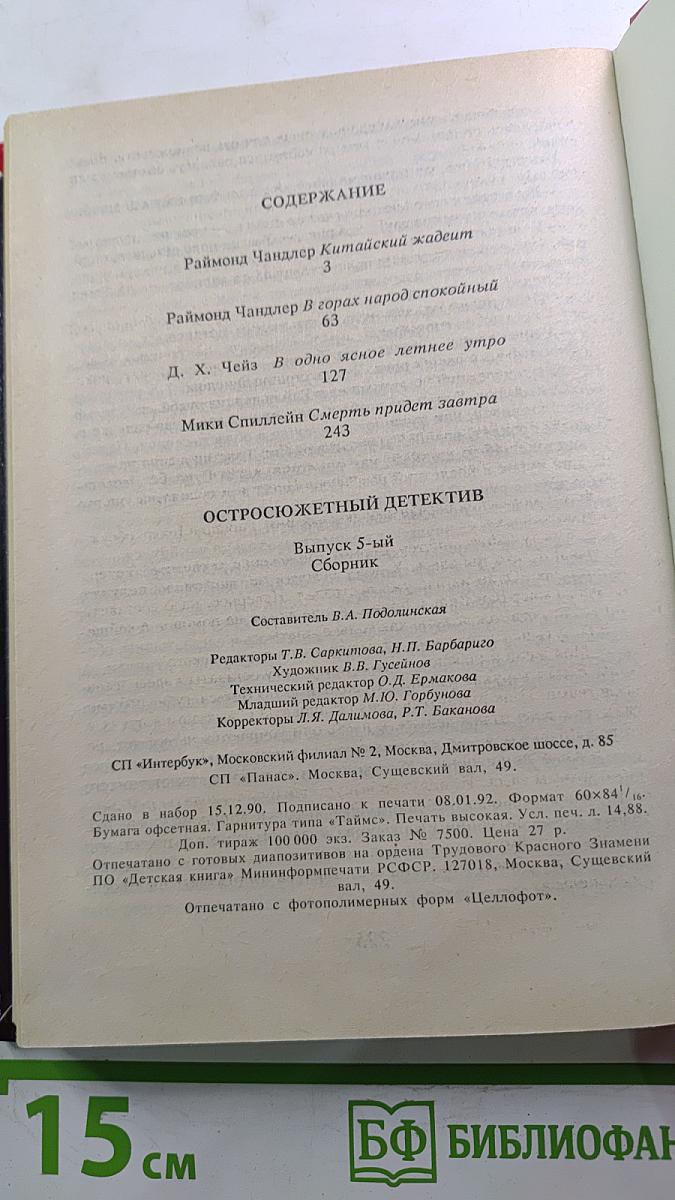 СОДЕРЖАНИЕ
Раймонд Чандлер Китайский жадеит
3
Раймонд Чандлер В горах народ спокойный
63
Д. Х. Чейз В одно ясное летнее утро
127
Мики Спиллейн Смерть придет завтра
243
ОСТРОСЮЖЕТНЫЙ ДЕТЕКТИВ
Выпуск 5-ый
Сборник
Составитель В.А. Подолинская
Редакторы Т.В. Саркитова, Н.П. Барбариго
Художник В.В. Гусейнов
Технический редактор О.Д. Ермакова
Младший редактор М.Ю. Горбунова
Корректоры Л.Я. Далимова, Р.Т. Баканова
СП «Интербук», Московский филиал № 2, Москва, Дмитровское шоссе, д. 85
СП «Панас». Москва, Сущевский вал, 49.
Сдано в набор 15.12.90. Подписано к печати 08.01.92. Формат 60×84¹/₁₆.
Бумага офсетная. Гарнитура типа «Таймс». Печать высокая. Усл. печ. л. 14,88.
Доп. тираж 100 000 экз. Заказ № 7500. Цена 27 р.
Отпечатано с готовых диапозитивов на ордена Трудового Красного Знамени
ПО «Детская книга» Мининформпечати РСФСР. 127018, Москва, Сущевский
вал, 49.
Отпечатано с фотополимерных форм «Целлофот».
15 см
БФ БИБЛИОФАН